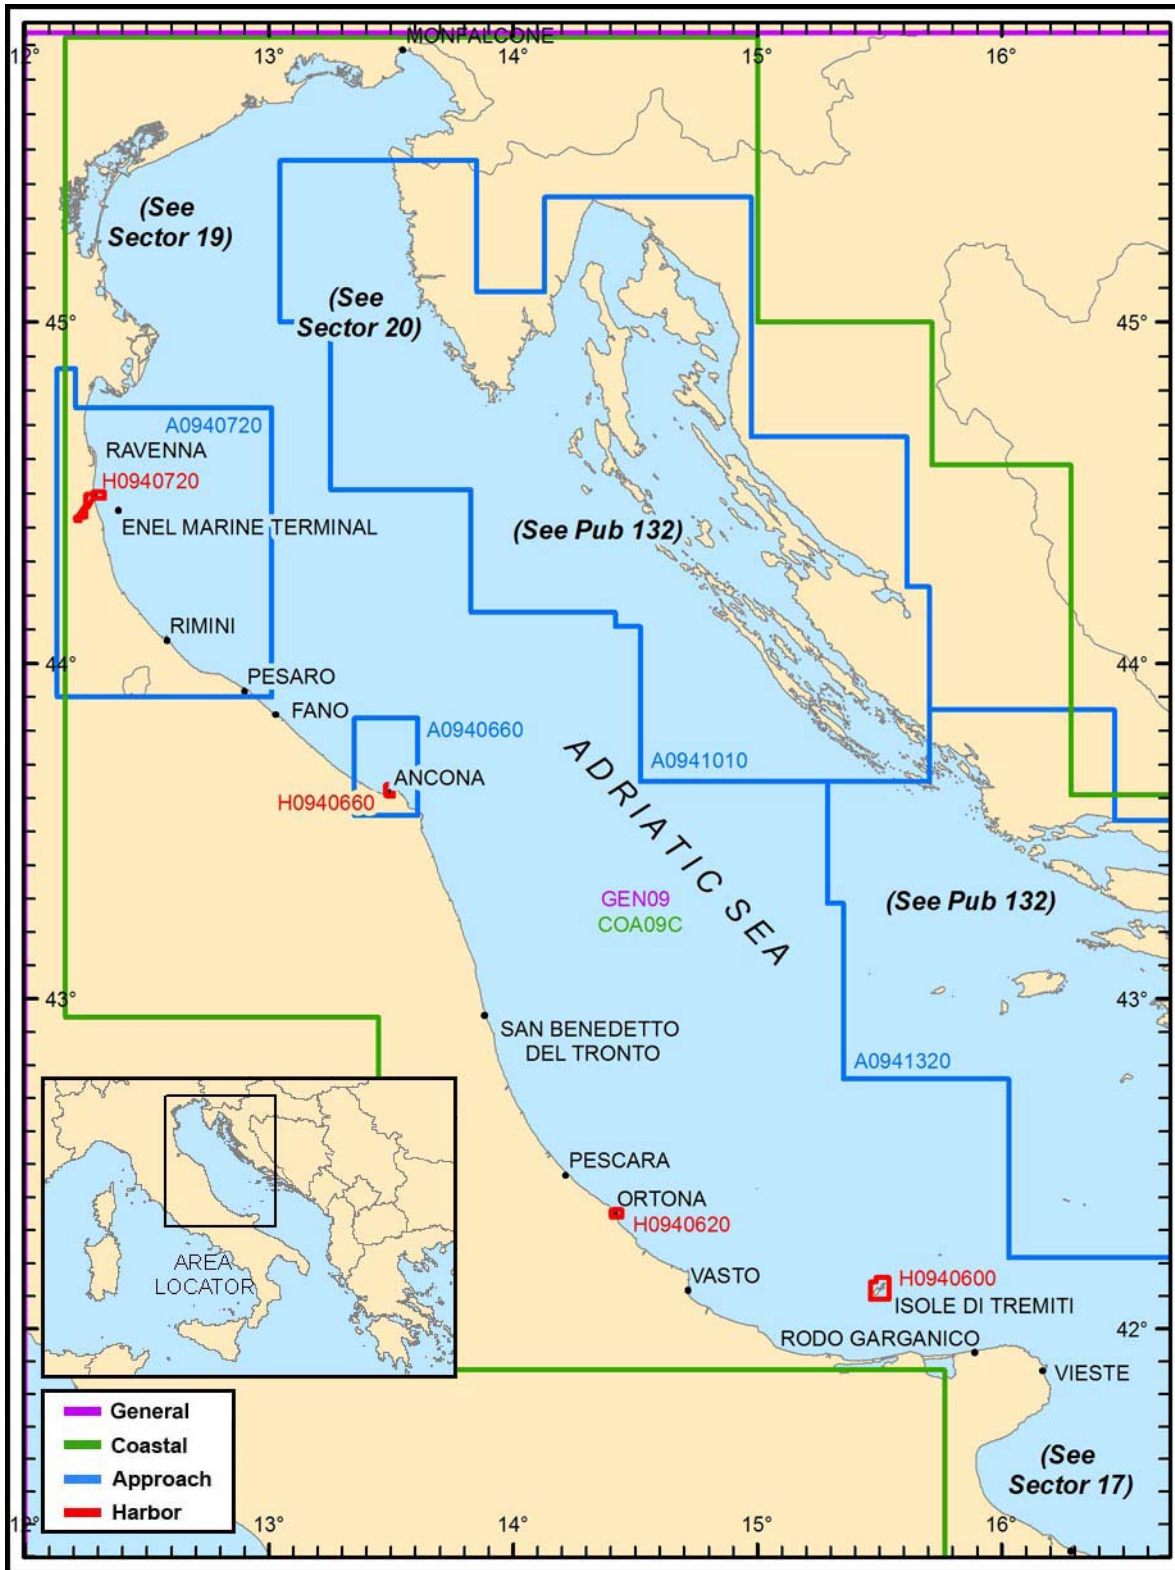 MONFALCONE
12°
13°
14°
15°
16°
(See
Sector 19)
(See
Sector 20)
45°
45°
A0940720
RAVENNA
H0940720
ENEL MARINE TERMINAL
(See Pub 132)
RIMINI
44°
44°
PESARO
FANO
A0940660
A0941010
ANCONA
H0940660
ADRIATIC SEA
GEN09
COA09C
(See Pub 132)
43°
43°
SAN BENEDETTO
DEL TRONTO
A0941320
PESCARA
ORTONA
H0940620
VASTO
H0940600
ISOLE DI TREMITI
RODO GARGANICO
42°
VIESTE
AREA
LOCATOR
General
Coastal
Approach
Harbor
(See
Sector 17)
12°
13°
14°
15°
16°